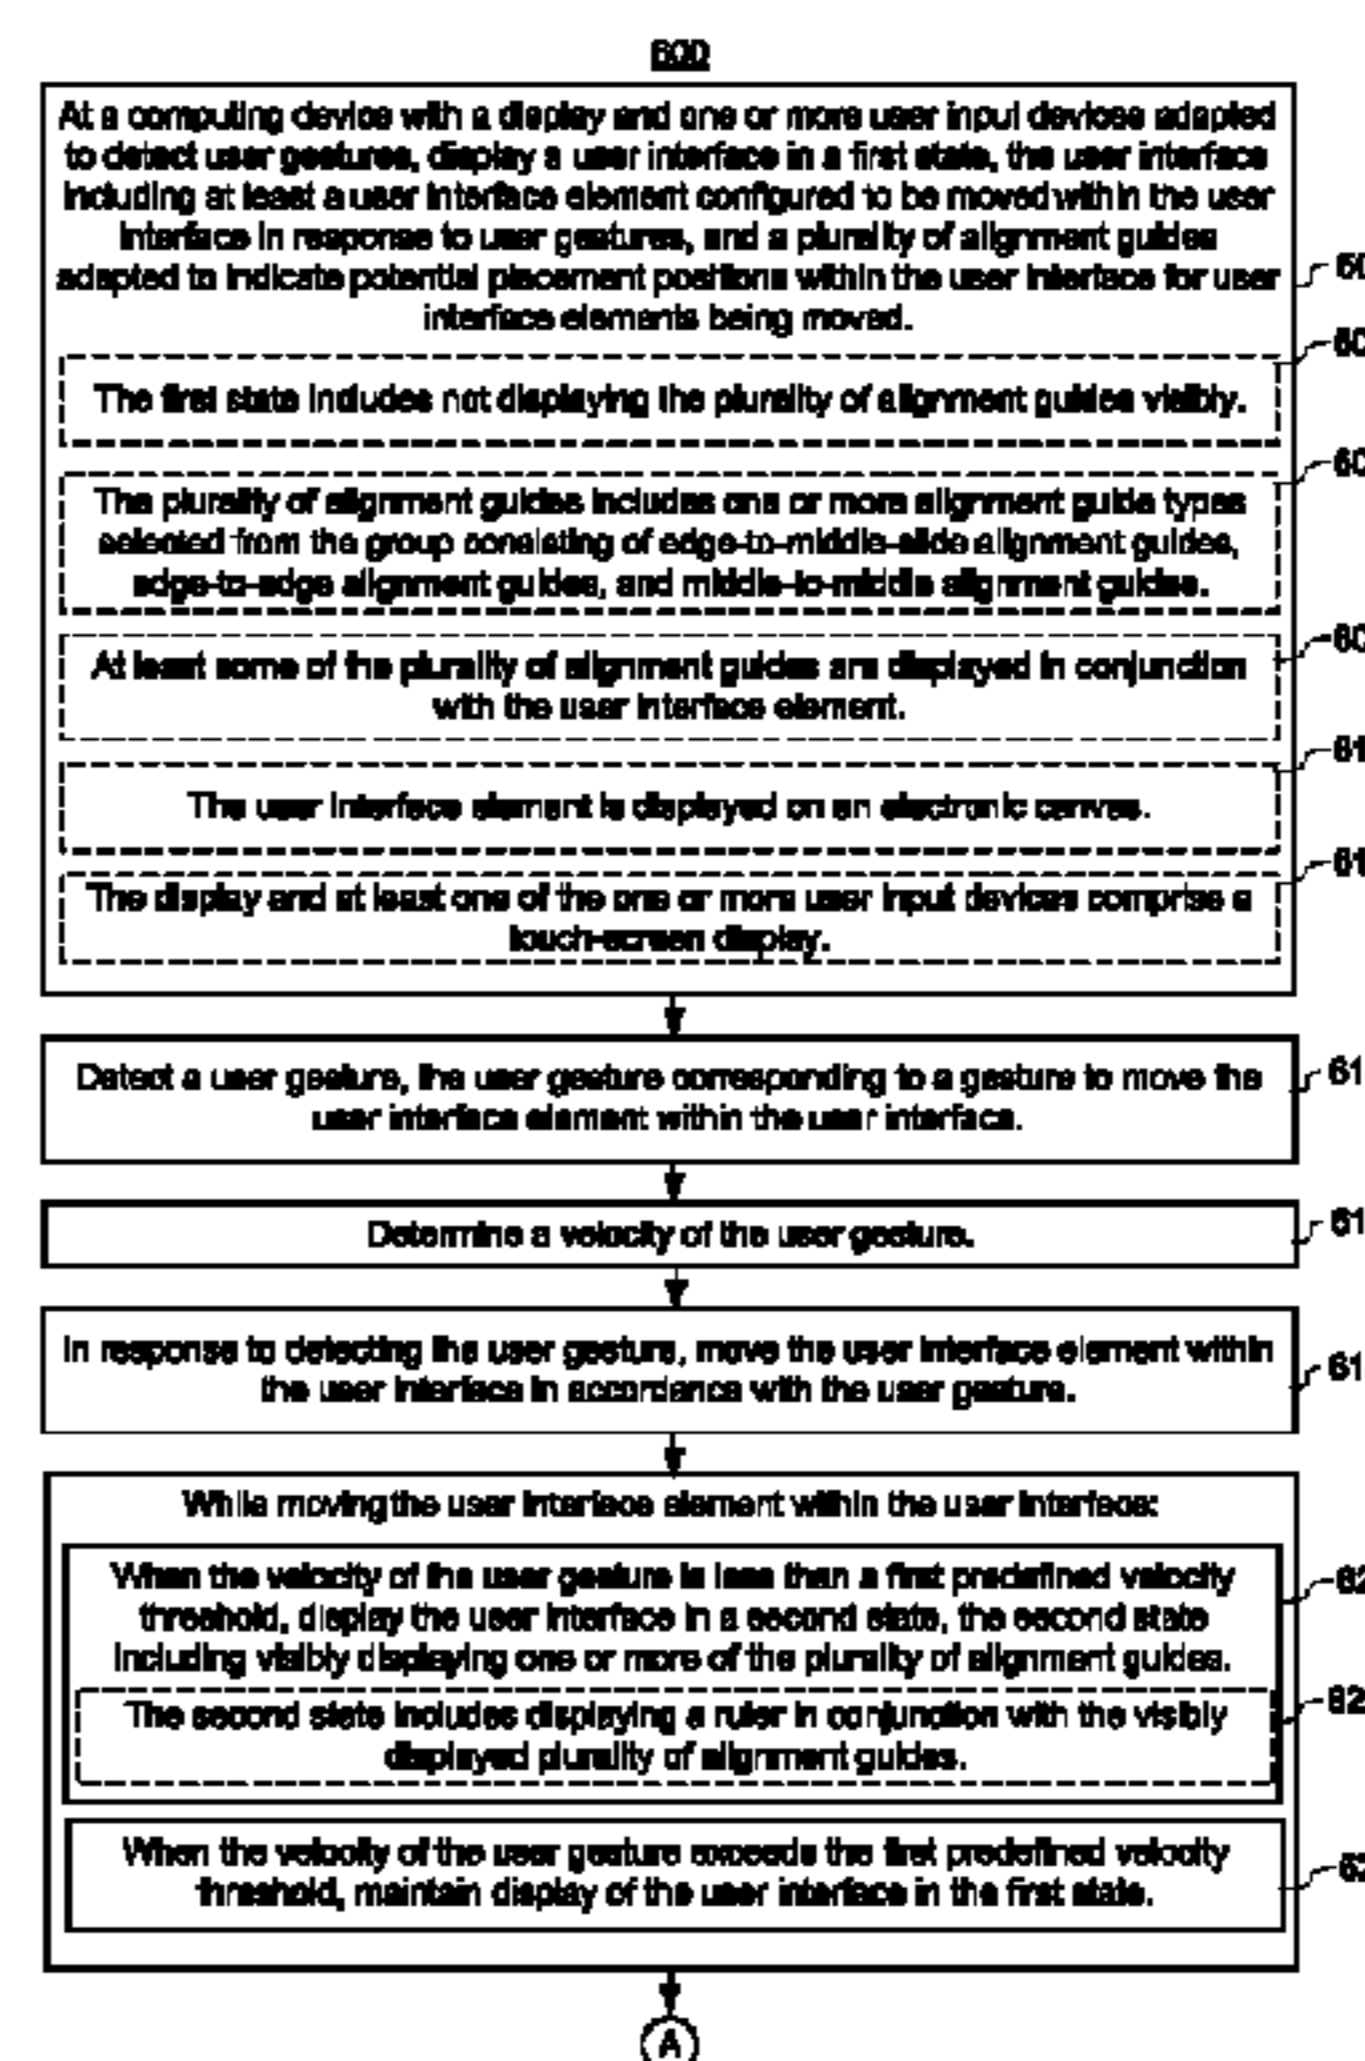 600
At a computing device with a display and one or more user input devices adapted
to detect user gestures, display a user interface in a first state, the user interface
including at least a user interface element configured to be moved within the user
interface in response to user gestures, and a plurality of alignment guides
adapted to indicate potential placement positions within the user interface for user
interface elements being moved.
60
The first state includes not displaying the plurality of alignment guides visibly.
60
The plurality of alignment guides includes one or more alignment guide types
selected from the group consisting of edge-to-middle-slide alignment guides,
edge-to-edge alignment guides, and middle-to-middle alignment guides.
60
At least some of the plurality of alignment guides are displayed in conjunction
with the user interface element.
60
The user interface element is displayed on an electronic canvas.
61
The display and at least one of the one or more user input devices comprise a
touch-screen display.
61
Detect a user gesture, the user gesture corresponding to a gesture to move the
user interface element within the user interface.
61
Determine a velocity of the user gesture.
61
In response to detecting the user gesture, move the user interface element within
the user interface in accordance with the user gesture.
61
While moving the user interface element within the user interface:
When the velocity of the user gesture is less than a first predefined velocity
threshold, display the user interface in a second state, the second state
including visibly displaying one or more of the plurality of alignment guides.
62
The second state includes displaying a ruler in conjunction with the visibly
displayed plurality of alignment guides.
62
When the velocity of the user gesture exceeds the first predefined velocity
threshold, maintain display of the user interface in the first state.
62
A